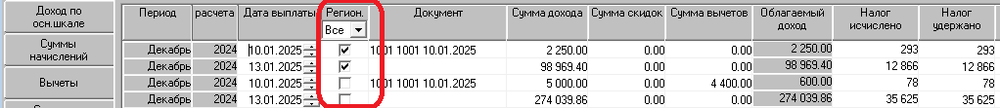 Доход по осн.шкале
Суммы начислений
Вычеты
Период расчета Дата выплаты Регион. Документ Сумма дохода Сумма скидок Сумма вычетов Облагаемый доход Налог исчислено Налог удержано
Все
Декабрь 2024 10.01.2025 1001 1001 10.01.2025 2 250.00 0.00 0.00 2 250.00 293 293
Декабрь 2024 13.01.2025 98 969.40 0.00 0.00 98 969.40 12 866 12 866
Декабрь 2024 10.01.2025 1001 1001 10.01.2025 5 000.00 0.00 4 400.00 600.00 78 78
Декабрь 2024 13.01.2025 274 039.86 0.00 0.00 274 039.86 35 625 35 625